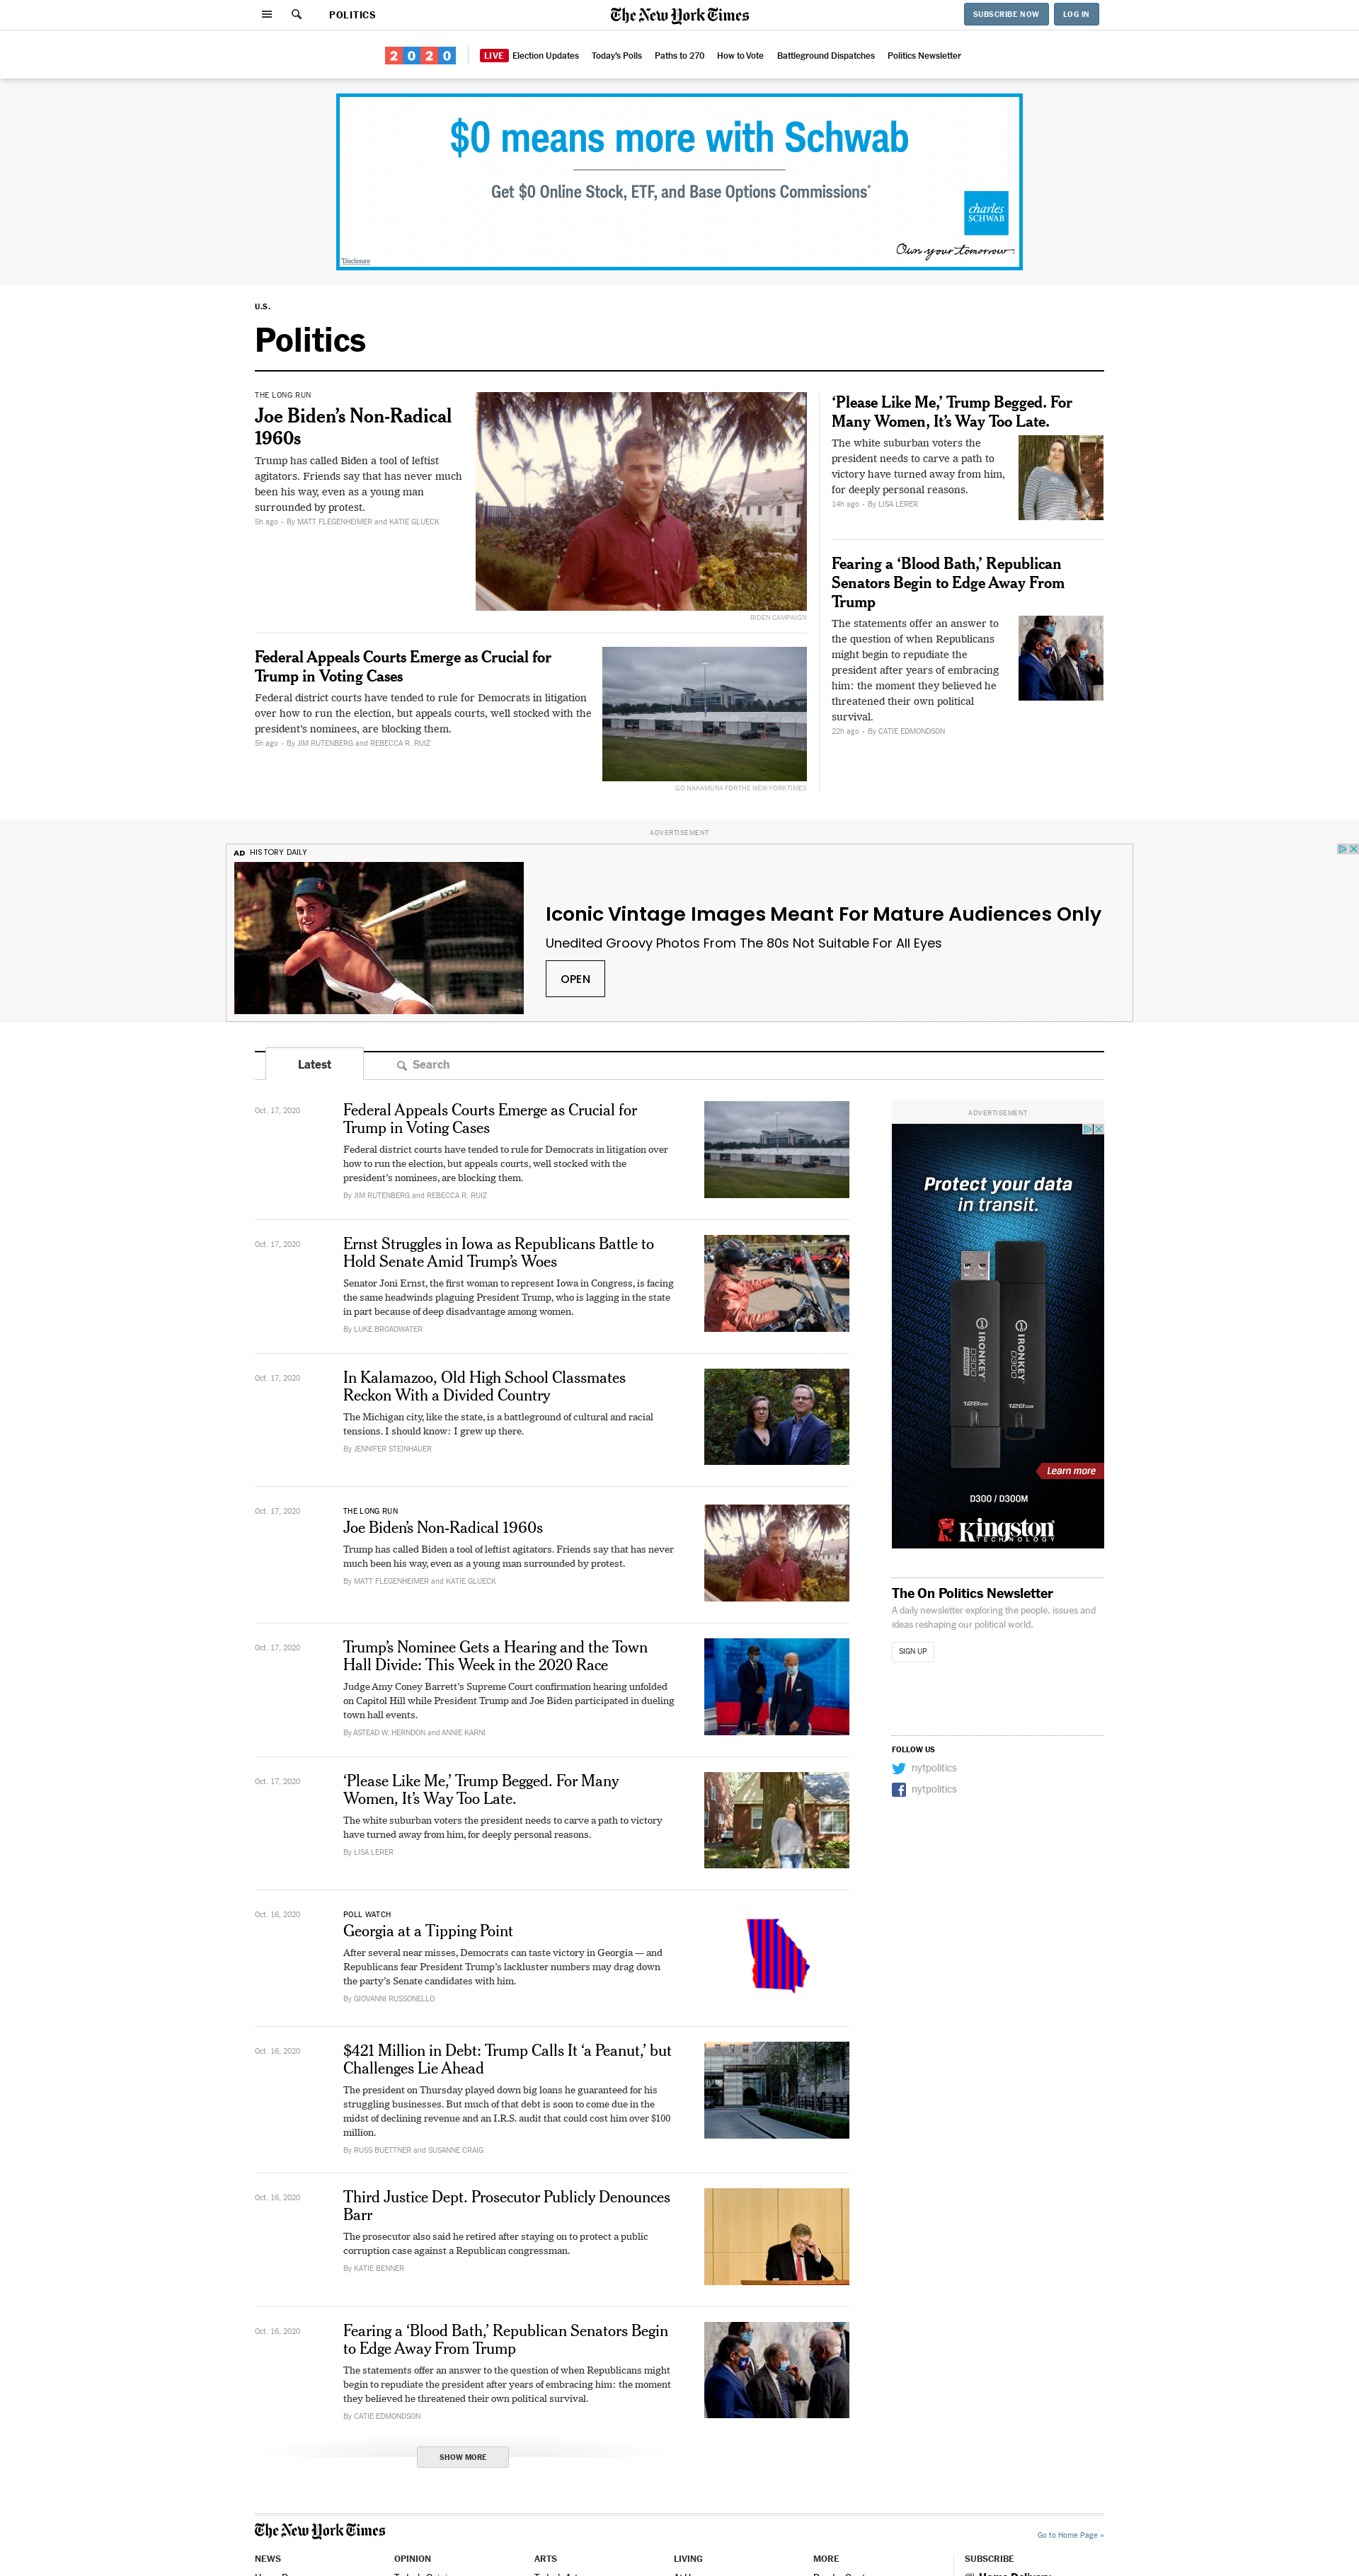 POLITICS
The New York Times
SUBSCRIBE NOW
LOG IN
2020
LIVE Election Updates
Today's Polls
Paths to 270
How to Vote
Battleground Dispatches
Politics Newsletter
$0 means more with Schwab
Get $0 Online Stock, ETF, and Base Options Commissions*
charles
SCHWAB
Own your tomorrow.
*Disclosure
U.S.
Politics
THE LONG RUN
Joe Biden's Non-Radical
1960s
Trump has called Biden a tool of leftist
agitators. Friends say that has never much
been his way, even as a young man
surrounded by protest.
5h ago • By MATT FLEGENHEIMER and KATIE GLUECK
BIDEN CAMPAIGN
Federal Appeals Courts Emerge as Crucial for
Trump in Voting Cases
Federal district courts have tended to rule for Democrats in litigation
over how to run the election, but appeals courts, well stocked with the
president's nominees, are blocking them.
5h ago • By JIM RUTENBERG and REBECCA R. RUIZ
GO NAKAMURA FOR THE NEW YORK TIMES
'Please Like Me,' Trump Begged. For
Many Women, It's Way Too Late.
The white suburban voters the
president needs to carve a path to
victory have turned away from him,
for deeply personal reasons.
14h ago • By LISA LERER
Fearing a 'Blood Bath,' Republican
Senators Begin to Edge Away From
Trump
The statements offer an answer to
the question of when Republicans
might begin to repudiate the
president after years of embracing
him: the moment they believed he
threatened their own political
survival.
22h ago • By CATIE EDMONDSON
ADVERTISEMENT
AD HISTORY DAILY
Iconic Vintage Images Meant For Mature Audiences Only
Unedited Groovy Photos From The 80s Not Suitable For All Eyes
OPEN
Latest
Search
Oct. 17, 2020
Federal Appeals Courts Emerge as Crucial for
Trump in Voting Cases
Federal district courts have tended to rule for Democrats in litigation over
how to run the election, but appeals courts, well stocked with the
president's nominees, are blocking them.
By JIM RUTENBERG and REBECCA R. RUIZ
Oct. 17, 2020
Ernst Struggles in Iowa as Republicans Battle to
Hold Senate Amid Trump's Woes
Senator Joni Ernst, the first woman to represent Iowa in Congress, is facing
the same headwinds plaguing President Trump, who is lagging in the state
in part because of deep disadvantage among women.
By LUKE BROADWATER
Oct. 17, 2020
In Kalamazoo, Old High School Classmates
Reckon With a Divided Country
The Michigan city, like the state, is a battleground of cultural and racial
tensions. I should know: I grew up there.
By JENNIFER STEINHAUER
Oct. 17, 2020
THE LONG RUN
Joe Biden's Non-Radical 1960s
Trump has called Biden a tool of leftist agitators. Friends say that has never
much been his way, even as a young man surrounded by protest.
By MATT FLEGENHEIMER and KATIE GLUECK
Oct. 17, 2020
Trump's Nominee Gets a Hearing and the Town
Hall Divide: This Week in the 2020 Race
Judge Amy Coney Barrett's Supreme Court confirmation hearing unfolded
on Capitol Hill while President Trump and Joe Biden participated in dueling
town hall events.
By ASTEAD W. HERNDON and ANNIE KARNI
Oct. 17, 2020
'Please Like Me,' Trump Begged. For Many
Women, It's Way Too Late.
The white suburban voters the president needs to carve a path to victory
have turned away from him, for deeply personal reasons.
By LISA LERER
Oct. 16, 2020
POLL WATCH
Georgia at a Tipping Point
After several near misses, Democrats can taste victory in Georgia — and
Republicans fear President Trump's lackluster numbers may drag down
the party's Senate candidates with him.
By GIOVANNI RUSSONELLO
Oct. 16, 2020
$421 Million in Debt: Trump Calls It 'a Peanut,' but
Challenges Lie Ahead
The president on Thursday played down big loans he guaranteed for his
struggling businesses. But much of that debt is soon to come due in the
midst of declining revenue and an I.R.S. audit that could cost him over $100
million.
By RUSS BUETTNER and SUSANNE CRAIG
Oct. 16, 2020
Third Justice Dept. Prosecutor Publicly Denounces
Barr
The prosecutor also said he retired after staying on to protect a public
corruption case against a Republican congressman.
By KATIE BENNER
Oct. 16, 2020
Fearing a 'Blood Bath,' Republican Senators Begin
to Edge Away From Trump
The statements offer an answer to the question of when Republicans might
begin to repudiate the president after years of embracing him: the moment
they believed he threatened their own political survival.
By CATIE EDMONDSON
SHOW MORE
ADVERTISEMENT
Protect your data
in transit.
IRONKEY
D300
128GB
IRONKEY
D300
128GB
Learn more
D300 / D300M
Kingston
TECHNOLOGY
The On Politics Newsletter
A daily newsletter exploring the people, issues and
ideas reshaping our political world.
SIGN UP
FOLLOW US
nytpolitics
nytpolitics
The New York Times
Go to Home Page »
NEWS
OPINION
ARTS
LIVING
MORE
SUBSCRIBE